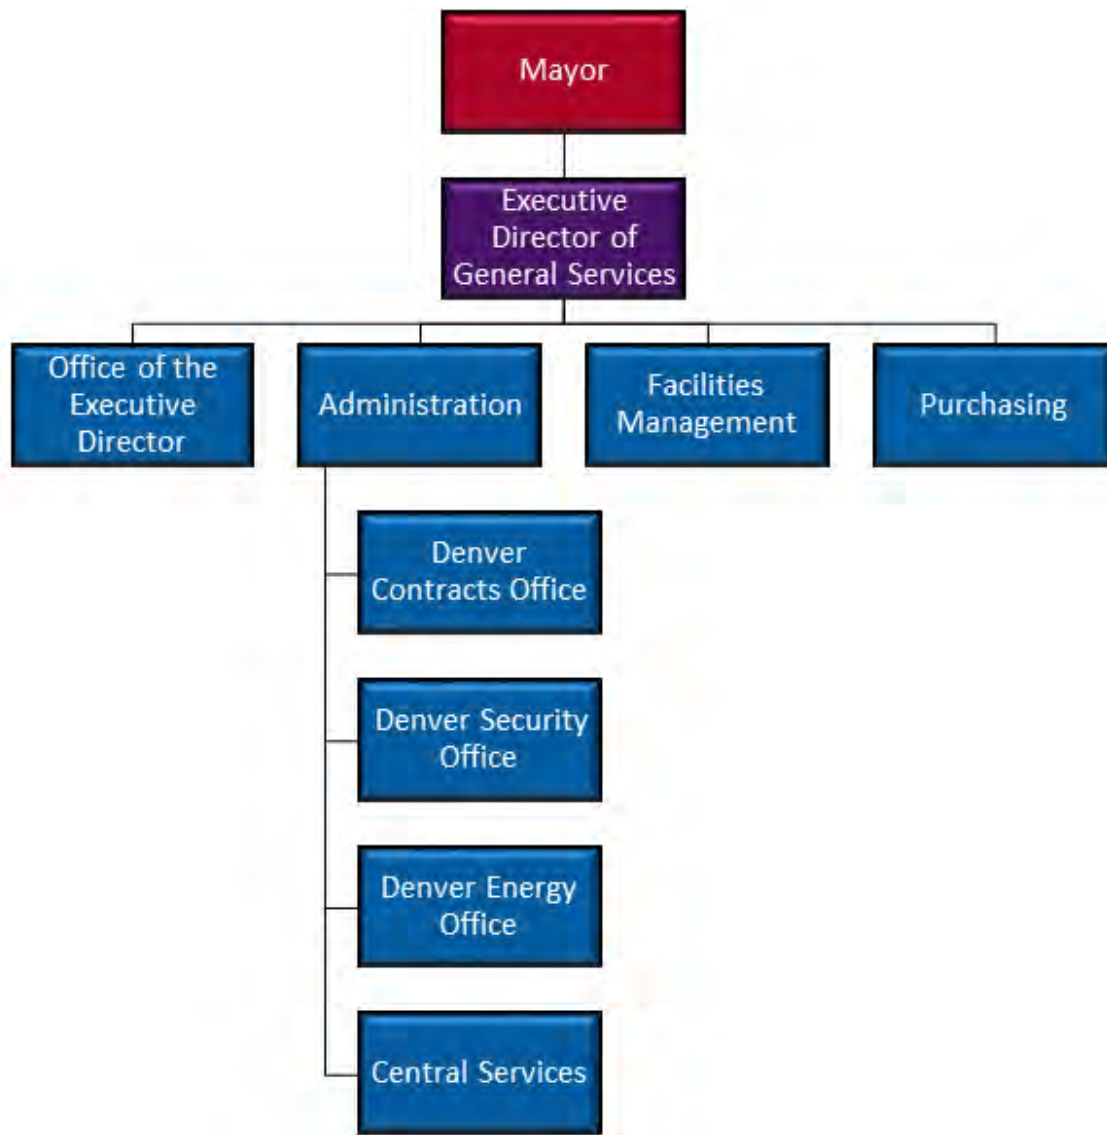 Mayor
Executive
Director of
General Services
Office of the
Executive
Director
Administration
Facilities
Management
Purchasing
Denver
Contracts Office
Denver Security
Office
Denver Energy
Office
Central Services